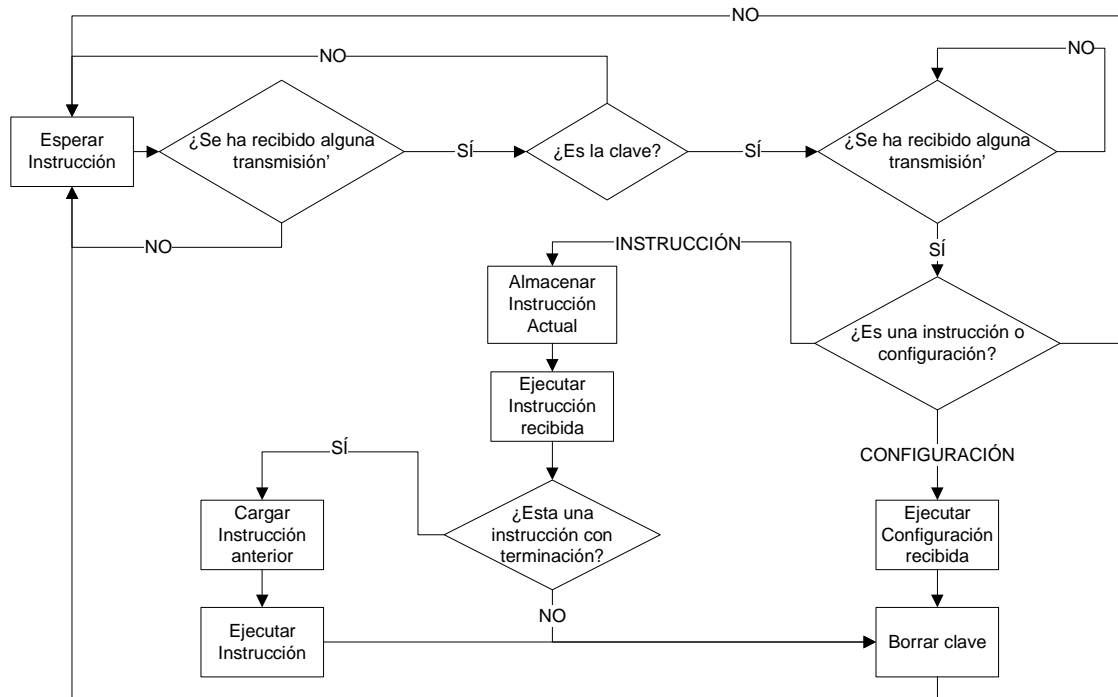 NO
NO
NO
Esperar
Instrucción
¿Se ha recibido alguna
transmisión’
SÍ
¿Es la clave?
SÍ
¿Se ha recibido alguna
transmisión’
NO
INSTRUCCIÓN
SÍ
Almacenar
Instrucción
Actual
¿Es una instrucción o
configuración?
Ejecutar
Instrucción
recibida
SÍ
CONFIGURACIÓN
Cargar
Instrucción
anterior
¿Esta una
instrucción con
terminación?
Ejecutar
Configuración
recibida
NO
Ejecutar
Instrucción
Borrar clave